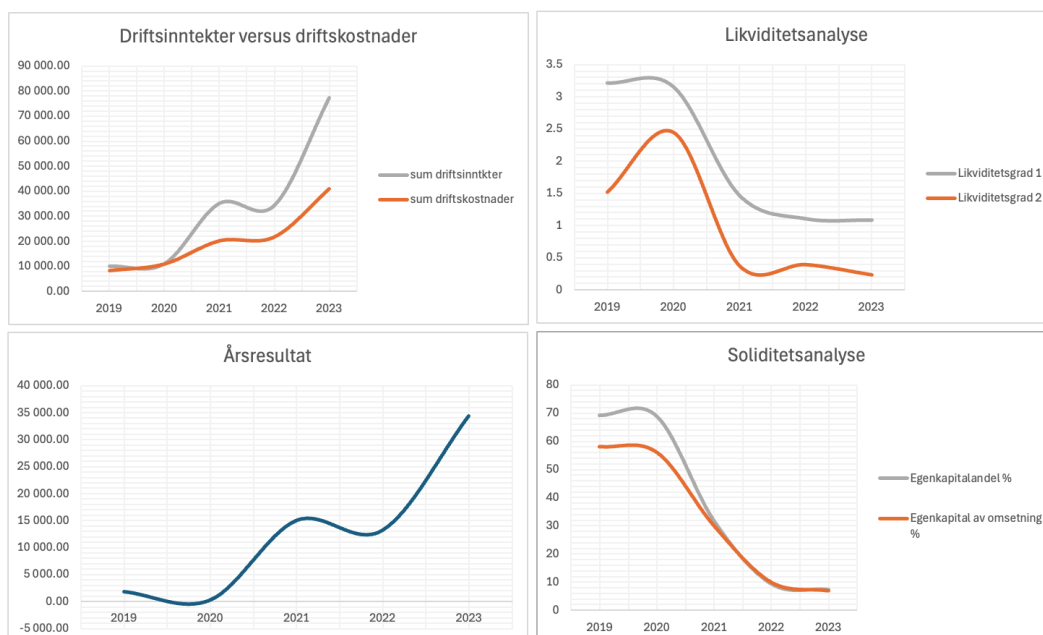 Driftsinntekter versus driftskostnader
90 000.00
80 000.00
70 000.00
60 000.00
50 000.00
40 000.00
30 000.00
20 000.00
10 000.00
0.00
2019 2020 2021 2022 2023
sum driftsinntkter
sum driftskostnader
Likviditetsanalyse
3.5
3
2.5
2
1.5
1
0.5
0
2019 2020 2021 2022 2023
Likviditetsgrad 1
Likviditetsgrad 2
Årsresultat
40 000.00
35 000.00
30 000.00
25 000.00
20 000.00
15 000.00
10 000.00
5 000.00
0.00
-5 000.00
2019 2020 2021 2022 2023
Soliditetsanalyse
80
70
60
50
40
30
20
10
0
2019 2020 2021 2022 2023
Egenkapitalandel %
Egenkapital av omsetning
%